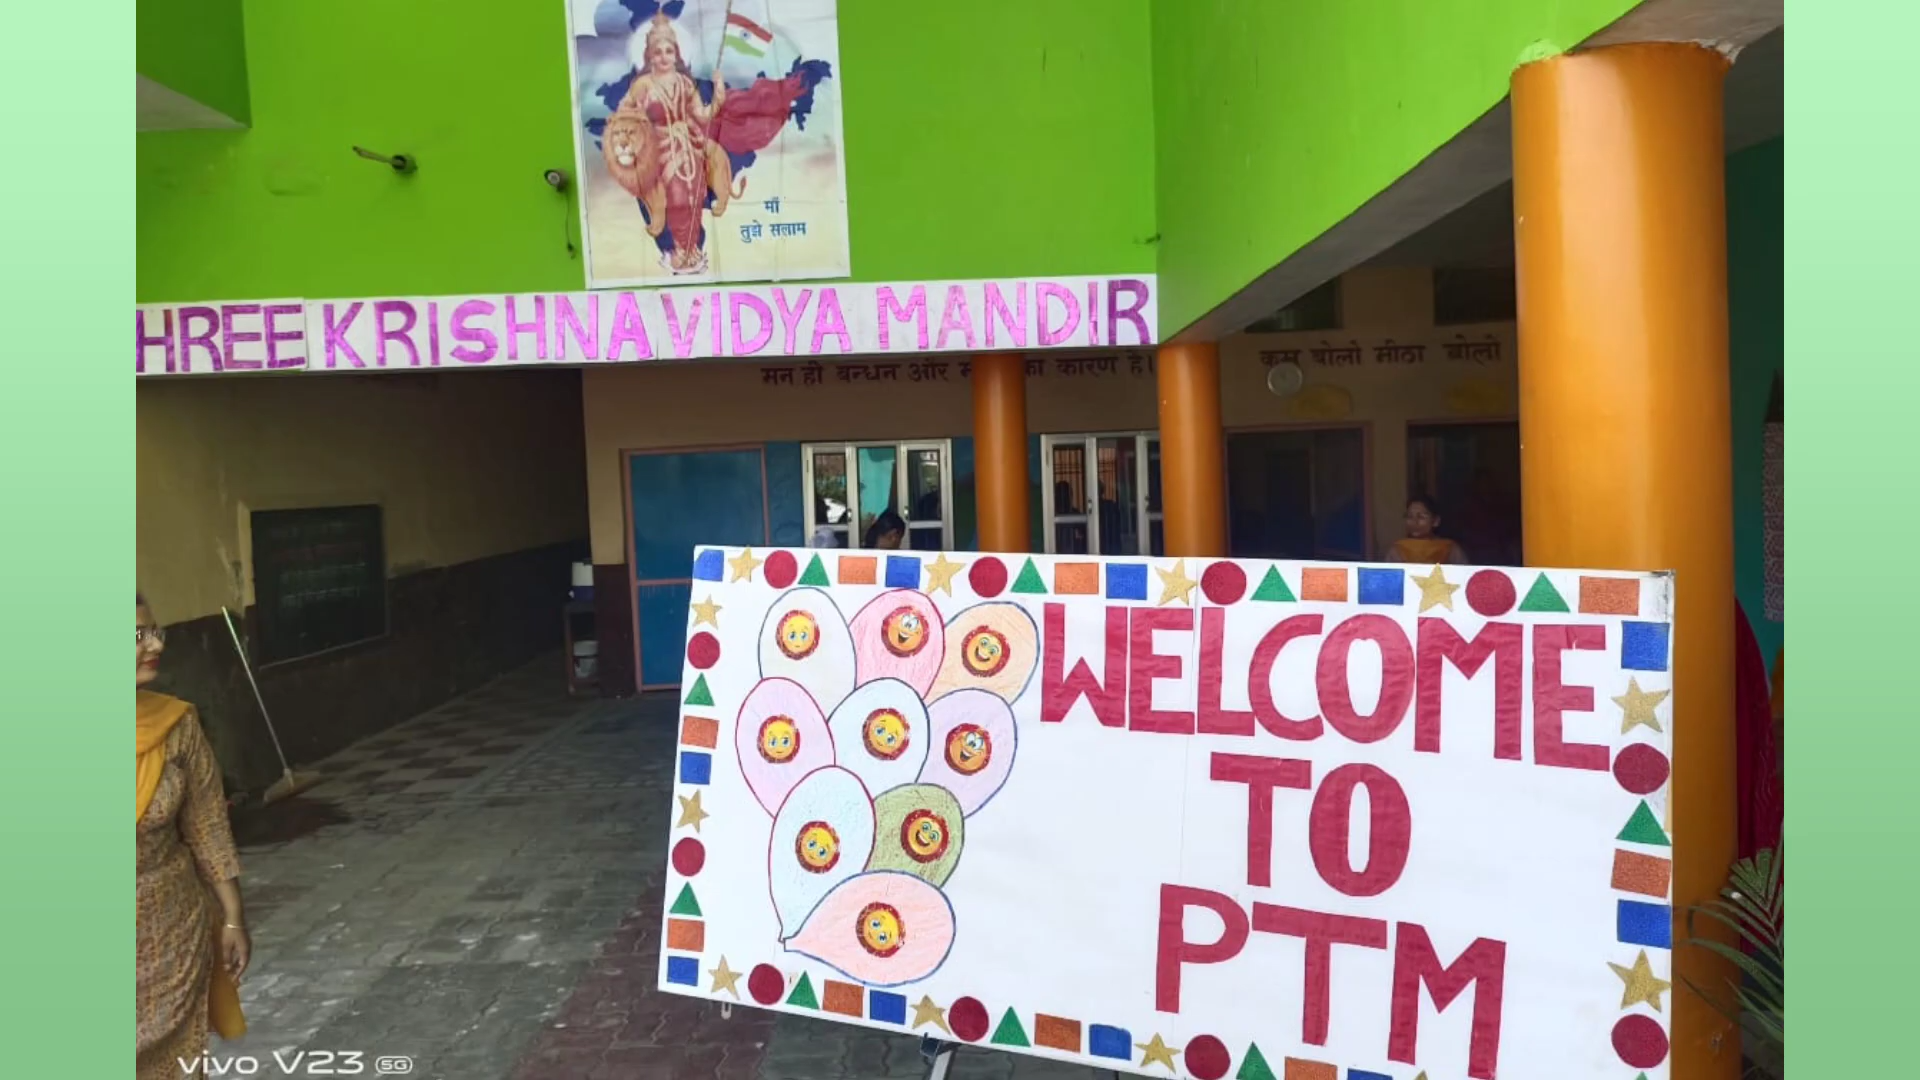 माँ
तुझे सलाम
HREE KRISHNA VIDYA MANDIR
मन ही बन्धन और का कारण है।
कम बोलो मीठा बोलो
WELCOME
TO
PTM
vivo V23 5G